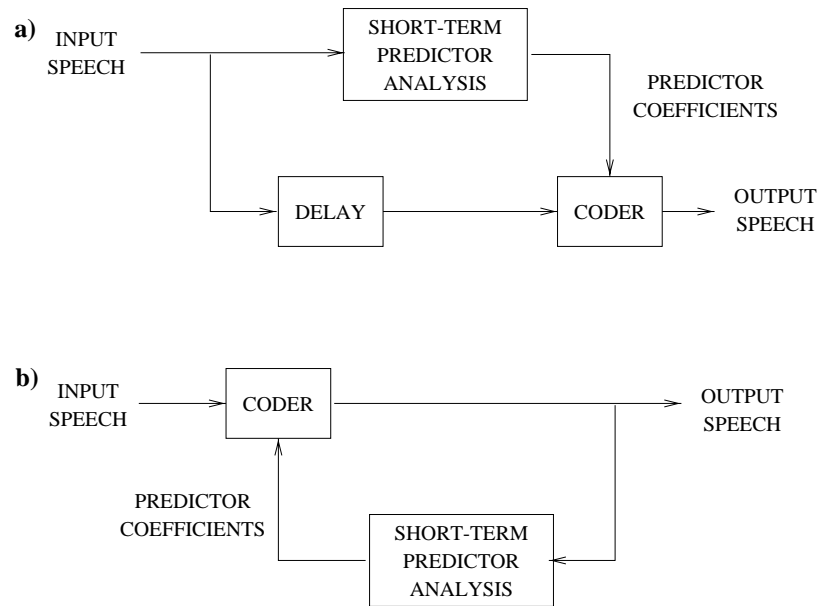 a)
INPUT
SPEECH
SHORT-TERM
PREDICTOR
ANALYSIS
PREDICTOR
COEFFICIENTS
DELAY
CODER
OUTPUT
SPEECH
b)
INPUT
SPEECH
CODER
OUTPUT
SPEECH
PREDICTOR
COEFFICIENTS
SHORT-TERM
PREDICTOR
ANALYSIS